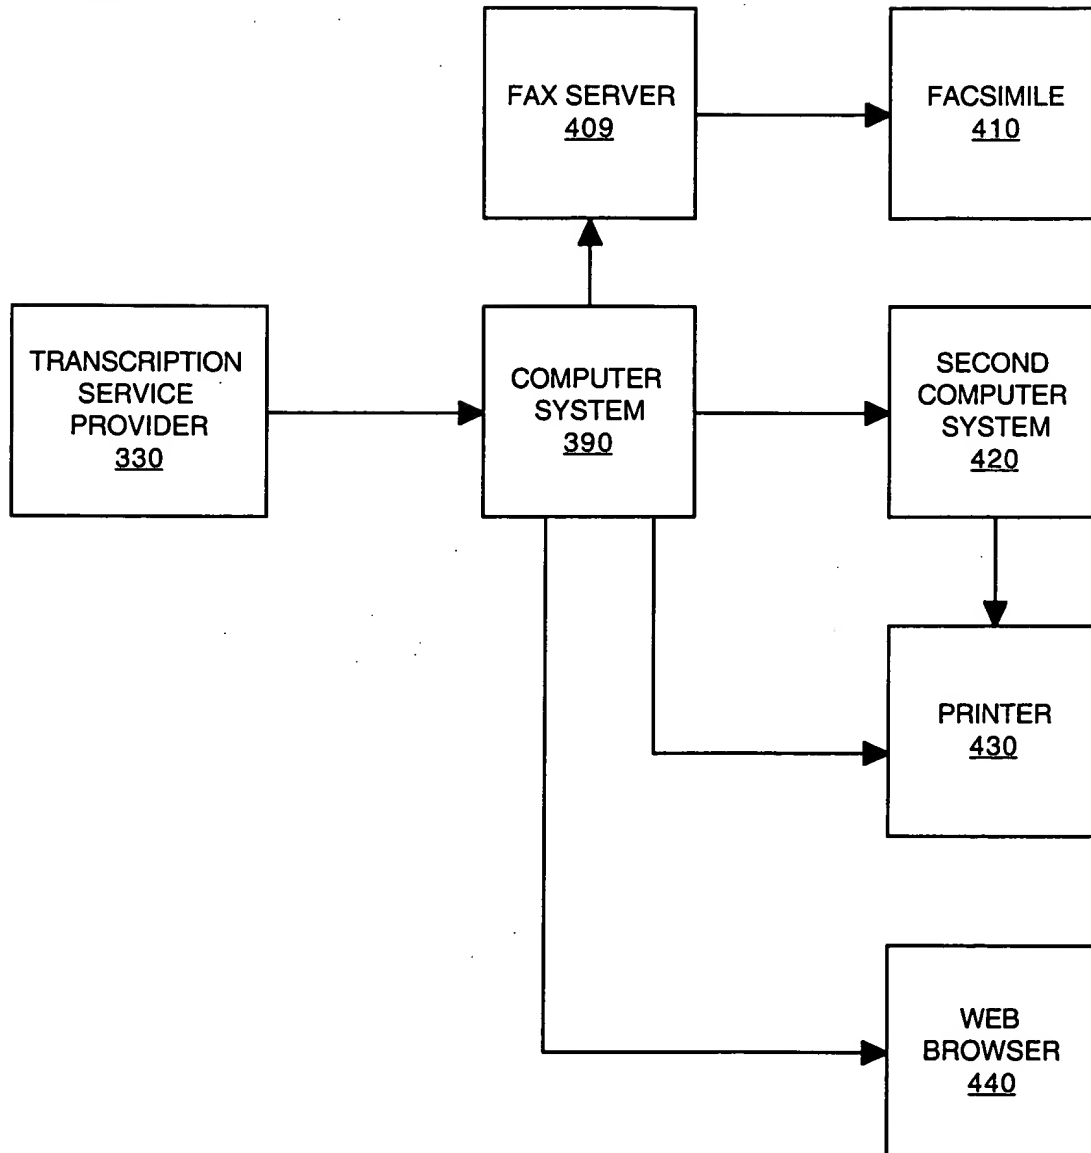 FAX SERVER
409
FACSIMILE
410
TRANSCRIPTION
SERVICE
PROVIDER
330
COMPUTER
SYSTEM
390
SECOND
COMPUTER
SYSTEM
420
PRINTER
430
WEB
BROWSER
440